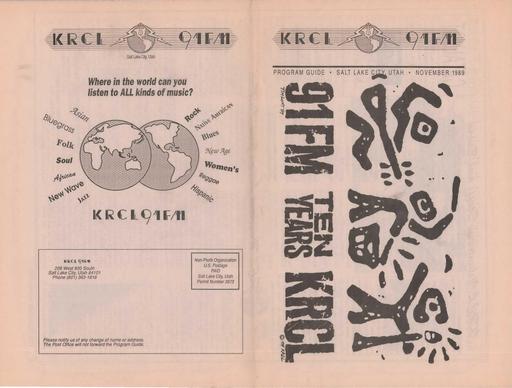 KRCL 91FM
Salt Lake City, Utah
Where in the world can you
listen to ALL kinds of music?
Asian
Bluegrass
Folk
Soul
African
New Wave
Jazz
Rock
Native American
Blues
New Age
Women's
Reggae
Hispanic
KRCL 91FM
KRCL 91FM
208 West 800 South
Salt Lake City, Utah 84101
Phone (801) 363-1818
Non-Profit Organization
U.S. Postage
PAID
Salt Lake City, Utah
Permit Number 3873
Please notify us of any change of name or address.
The Post Office will not forward the Program Guide.
KRCL 91FM
PROGRAM GUIDE • SALT LAKE CITY, UTAH • NOVEMBER 1989
91FM TEN YEARS KRCL